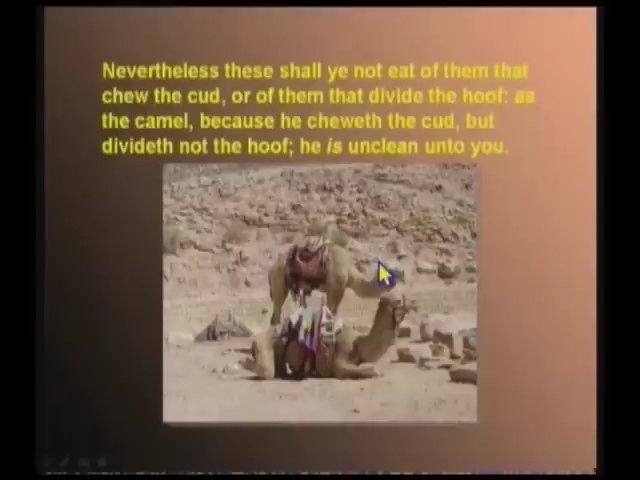 Nevertheless these shall ye not eat of them that
chew the cud, or of them that divide the hoof: as
the camel, because he cheweth the cud, but
divideth not the hoof; he is unclean unto you.